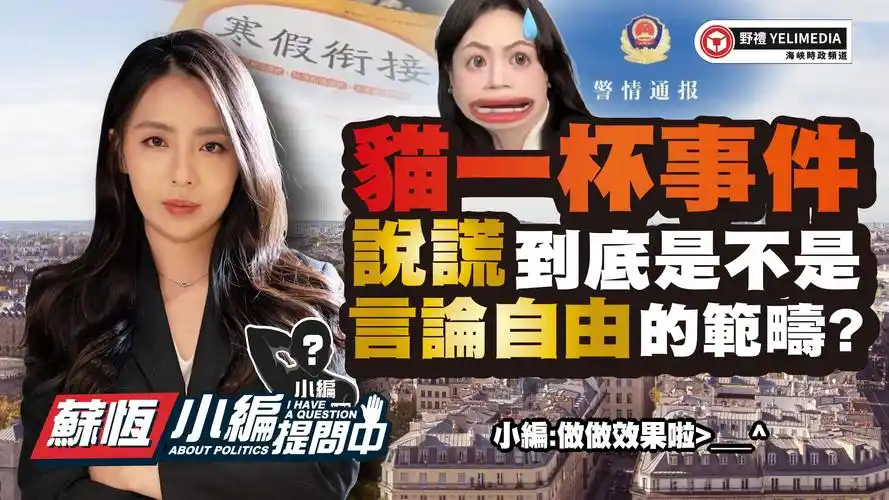 寒假銜接
警情通报
野禮 YELIMEDIA
海峽時政頻道
貓一杯事件
說謊到底是不是
言論自由的範疇?
?
小編
I HAVE
A QUESTION
蘇恆 小編提問中
ABOUT POLITICS
小編:做做效果啦>__^